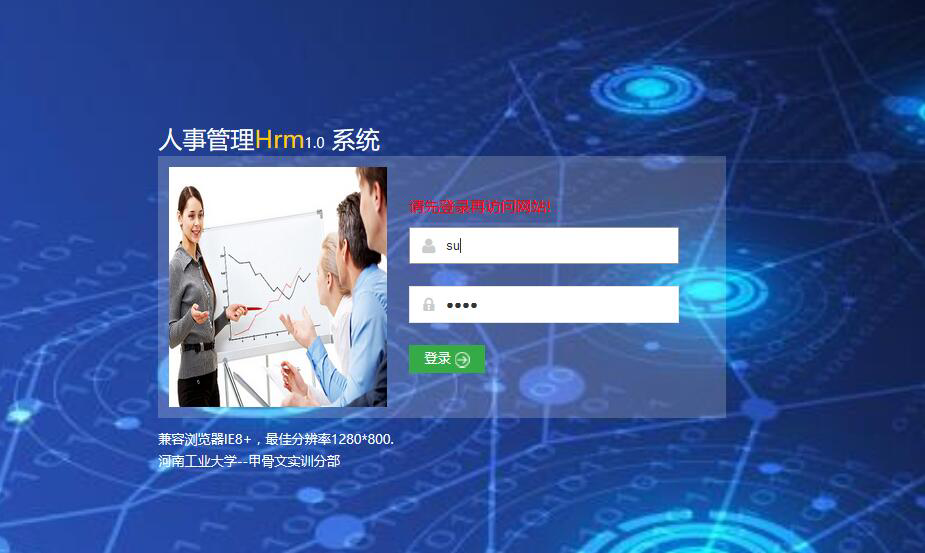 人事管理Hrm1.0 系统
请先登录再访问网站!
su
••••
登录
兼容浏览器IE8+，最佳分辨率1280*800.
河南工业大学--甲骨文实训分部